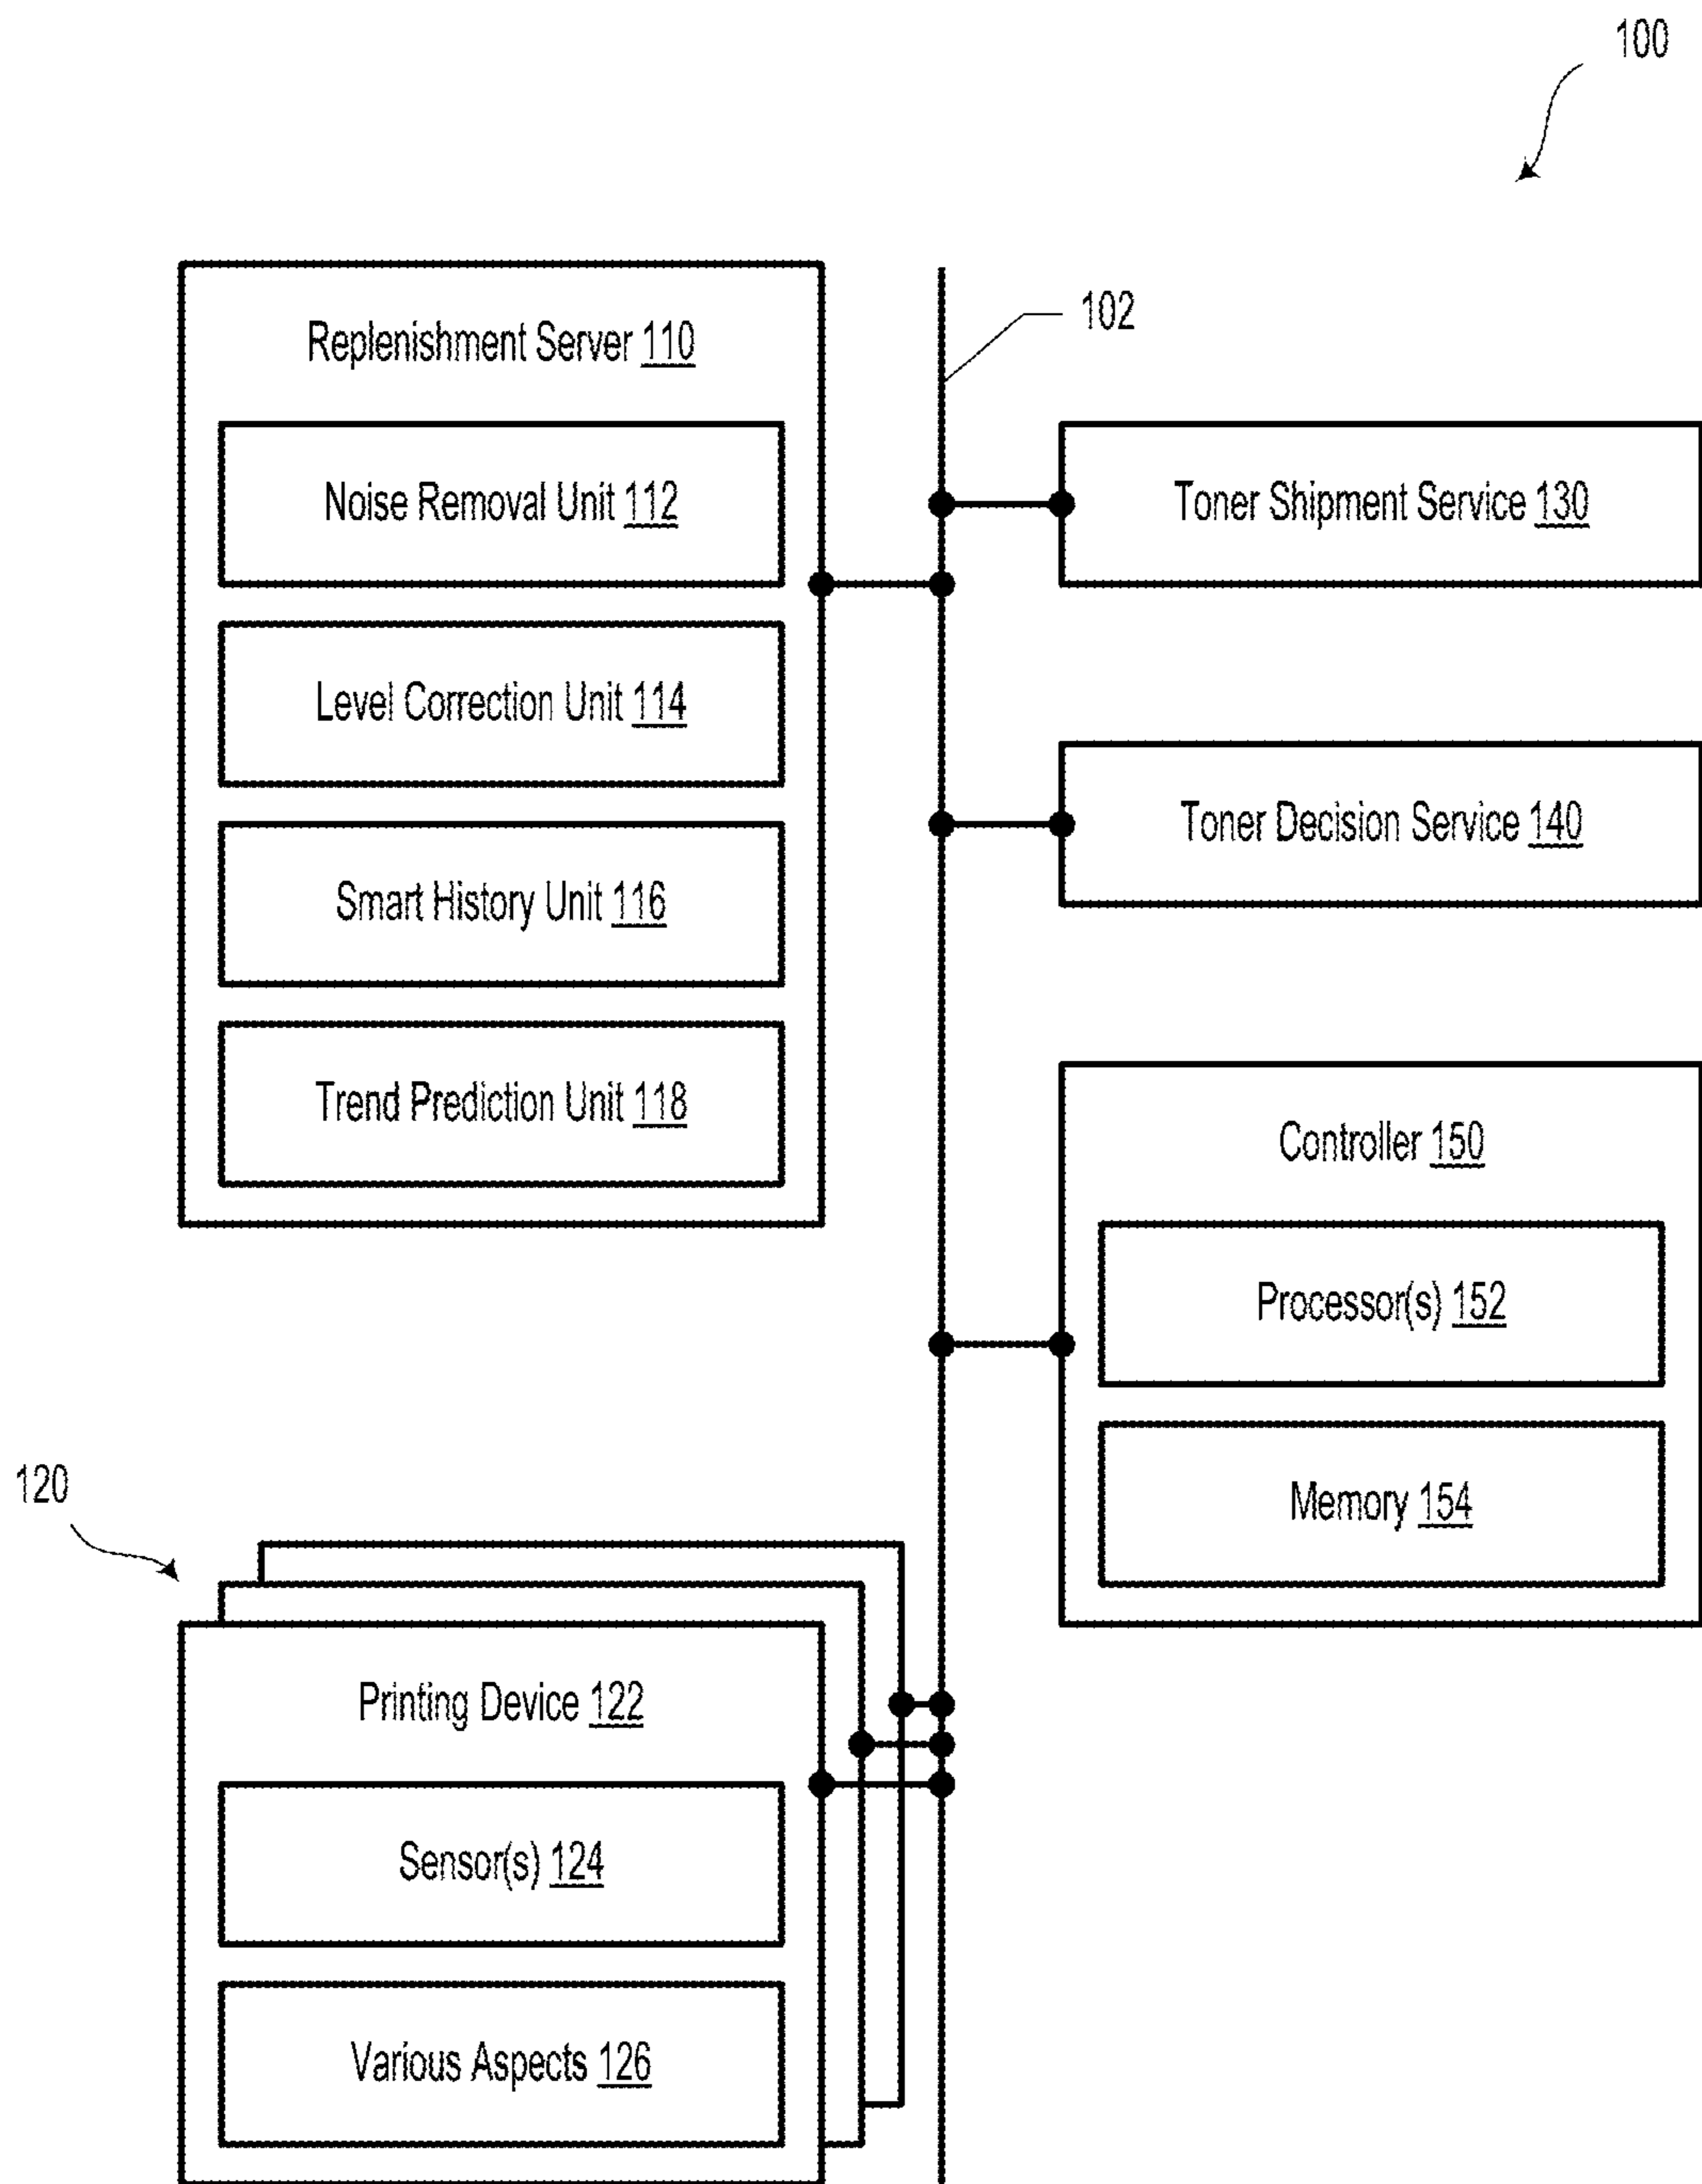 100
102
Replenishment Server 110
Noise Removal Unit 112
Level Correction Unit 114
Smart History Unit 116
Trend Prediction Unit 118
Toner Shipment Service 130
Toner Decision Service 140
Controller 150
Processor(s) 152
Memory 154
120
Printing Device 122
Sensor(s) 124
Various Aspects 126